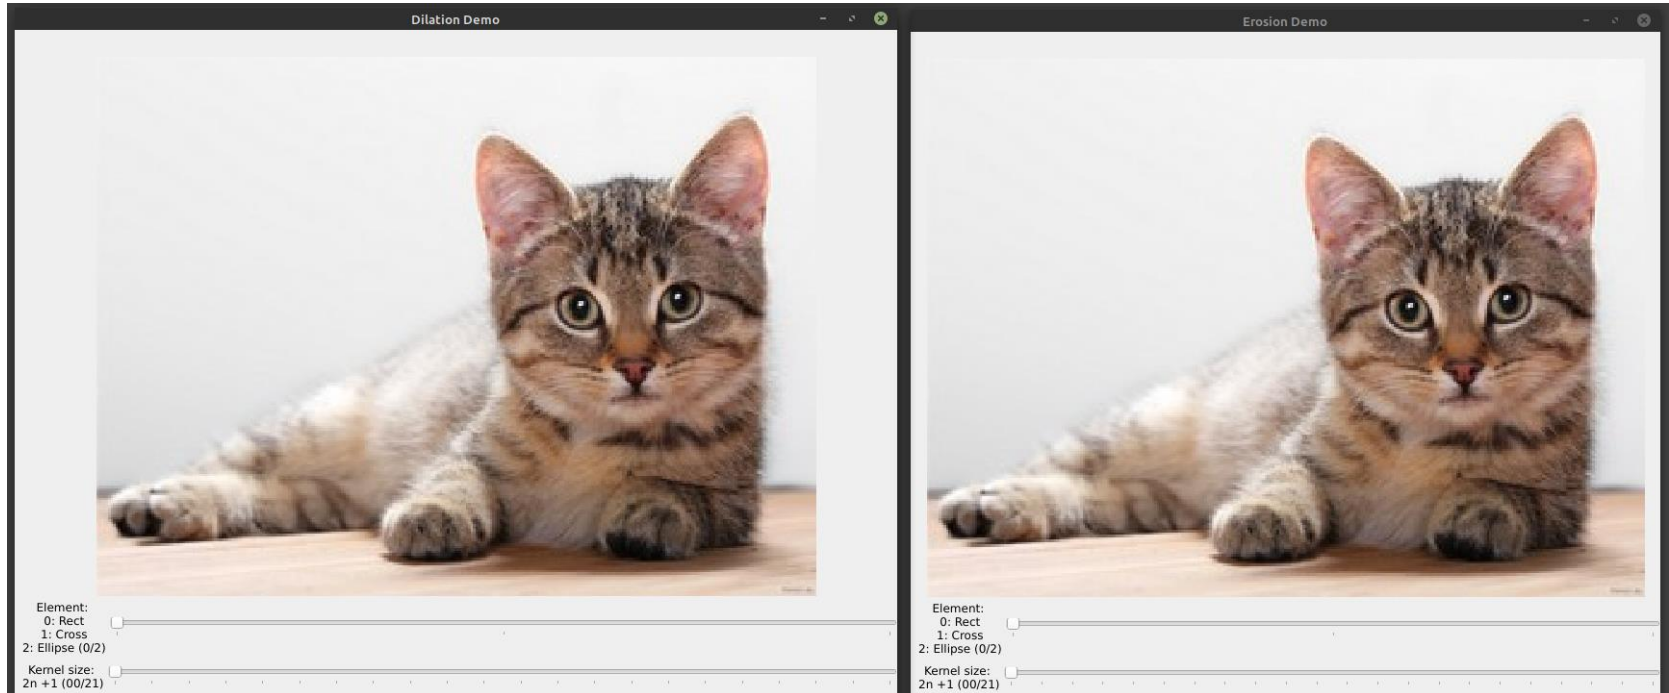 Dilation Demo
Element:
0: Rect
1: Cross
2: Ellipse (0/2)
Kernel size:
2n +1 (00/21)
Erosion Demo
Element:
0: Rect
1: Cross
2: Ellipse (0/2)
Kernel size:
2n +1 (00/21)